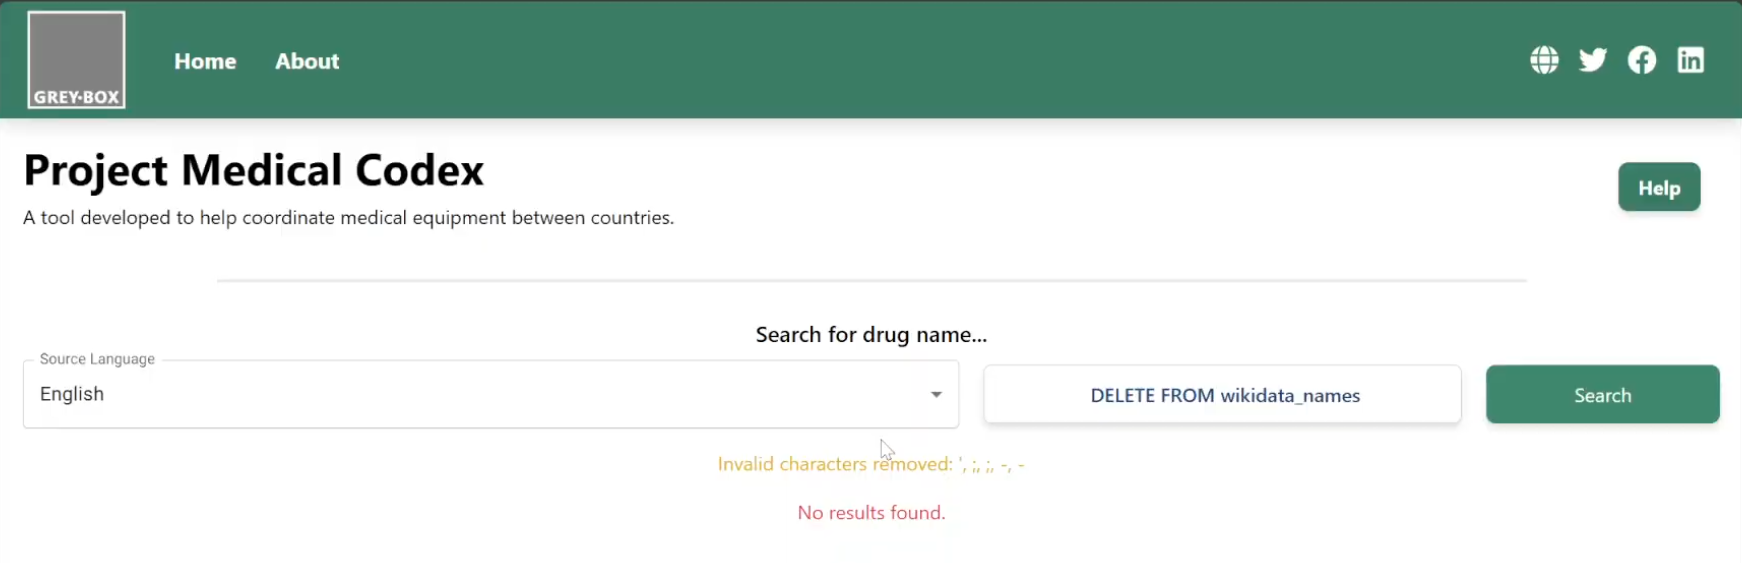 GREY·BOX
Home
About
Project Medical Codex
A tool developed to help coordinate medical equipment between countries.
Help
Search for drug name...
Source Language
English
DELETE FROM wikidata_names
Search
Invalid characters removed: ', ;, ;, -, -
No results found.